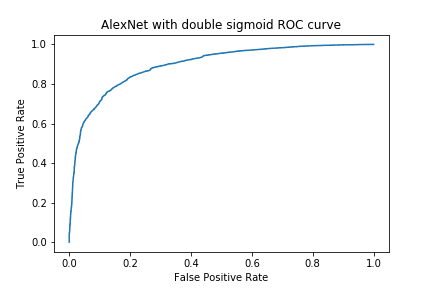 AlexNet with double sigmoid ROC curve
1.0
0.8
0.6
0.4
0.2
0.0
True Positive Rate
0.0 0.2 0.4 0.6 0.8 1.0
False Positive Rate